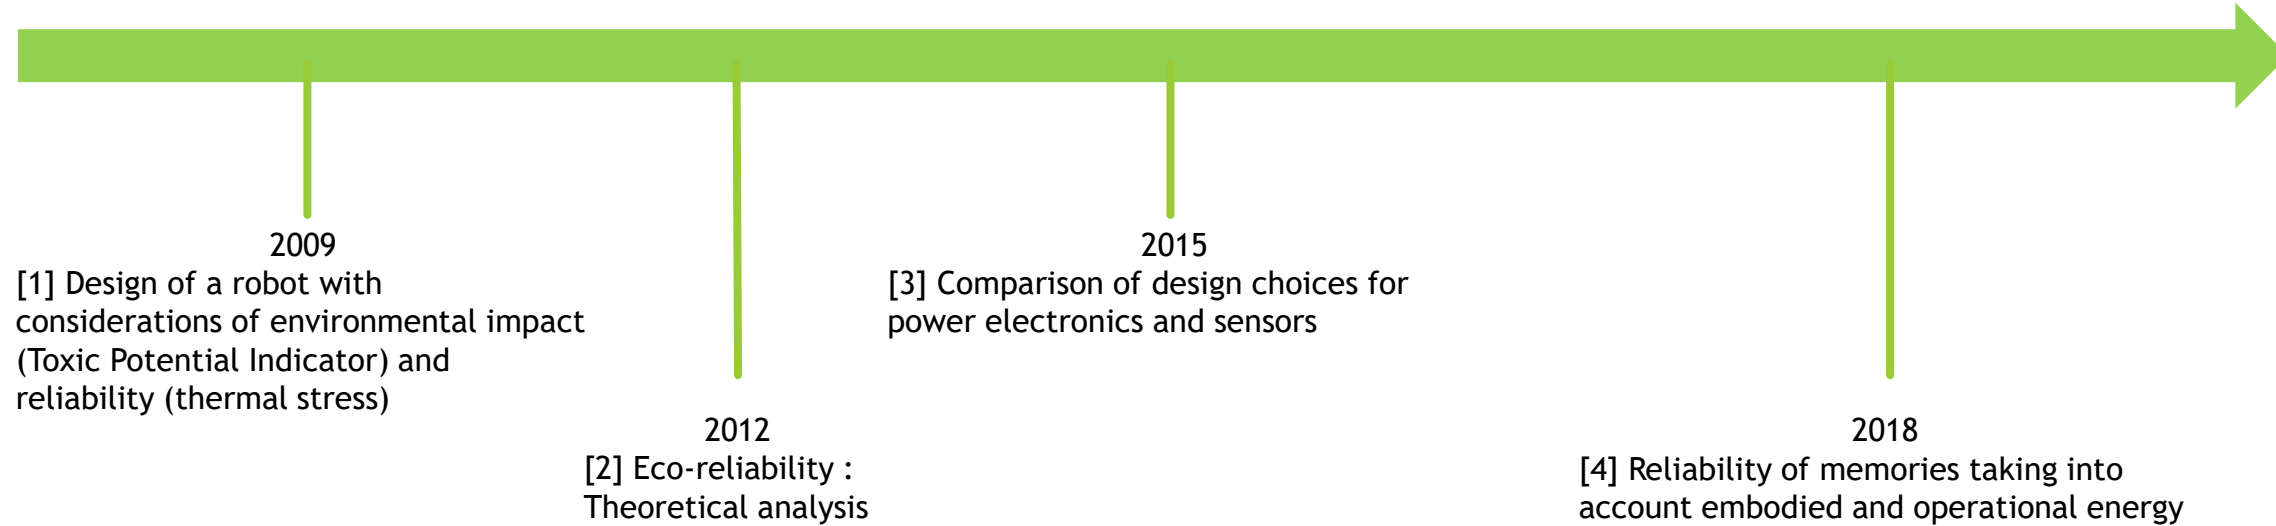 2009
[1] Design of a robot with
considerations of environmental impact
(Toxic Potential Indicator) and
reliability (thermal stress)
2012
[2] Eco-reliability :
Theoretical analysis
2015
[3] Comparison of design choices for
power electronics and sensors
2018
[4] Reliability of memories taking into
account embodied and operational energy